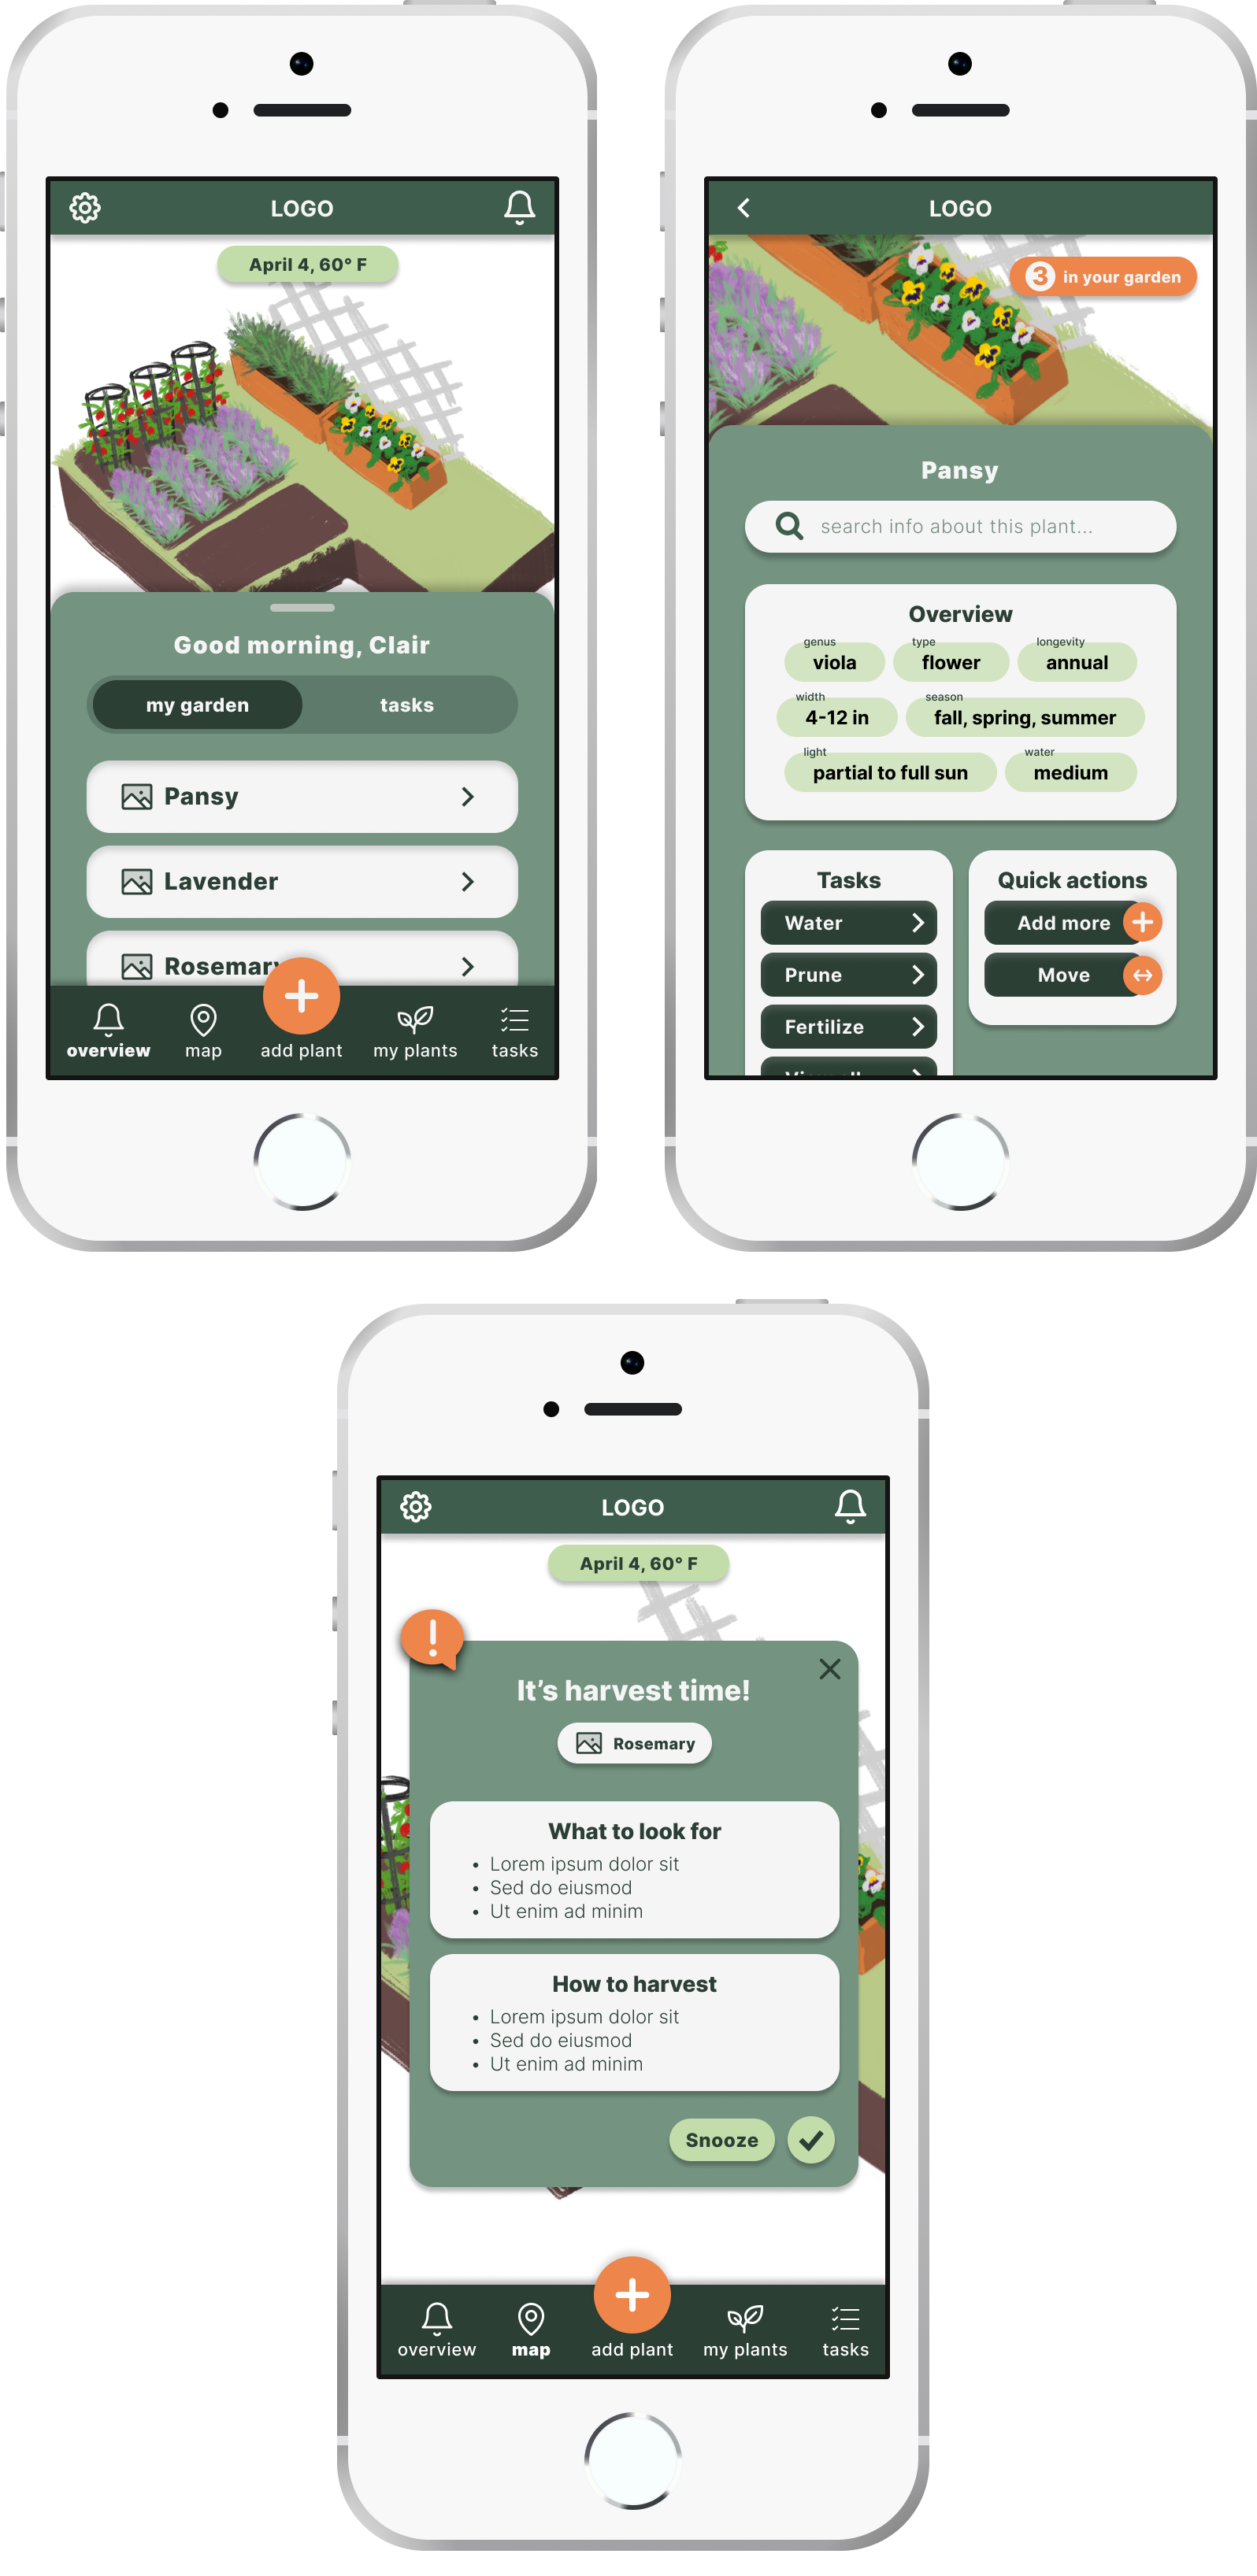 LOGO
April 4, 60° F
Good morning, Clair
my garden
tasks
Pansy
Lavender
Rosemary
overview
map
add plant
my plants
tasks
LOGO
3 in your garden
Pansy
search info about this plant...
Overview
genus
viola
type
flower
longevity
annual
width
4-12 in
season
fall, spring, summer
light
partial to full sun
water
medium
Tasks
Water
Prune
Fertilize
Quick actions
Add more
Move
LOGO
April 4, 60° F
!
It's harvest time!
Rosemary
What to look for
• Lorem ipsum dolor sit
• Sed do eiusmod
• Ut enim ad minim
How to harvest
• Lorem ipsum dolor sit
• Sed do eiusmod
• Ut enim ad minim
Snooze
overview
map
add plant
my plants
tasks